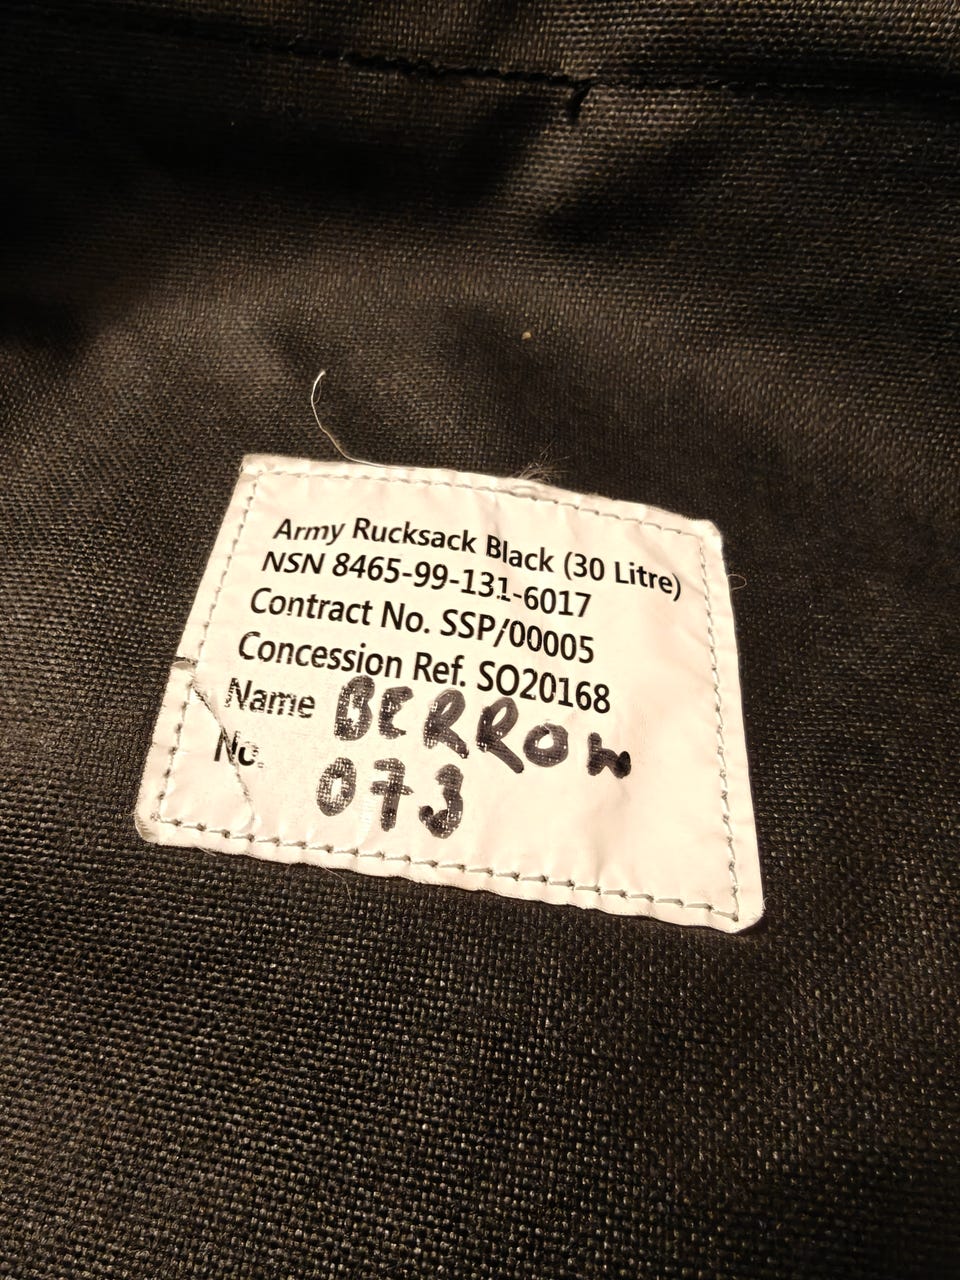 Army Rucksack Black (30 Litre)
NSN 8465-99-131-6017
Contract No. SSP/00005
Concession Ref. SO20168
Name BERROW
No. 073